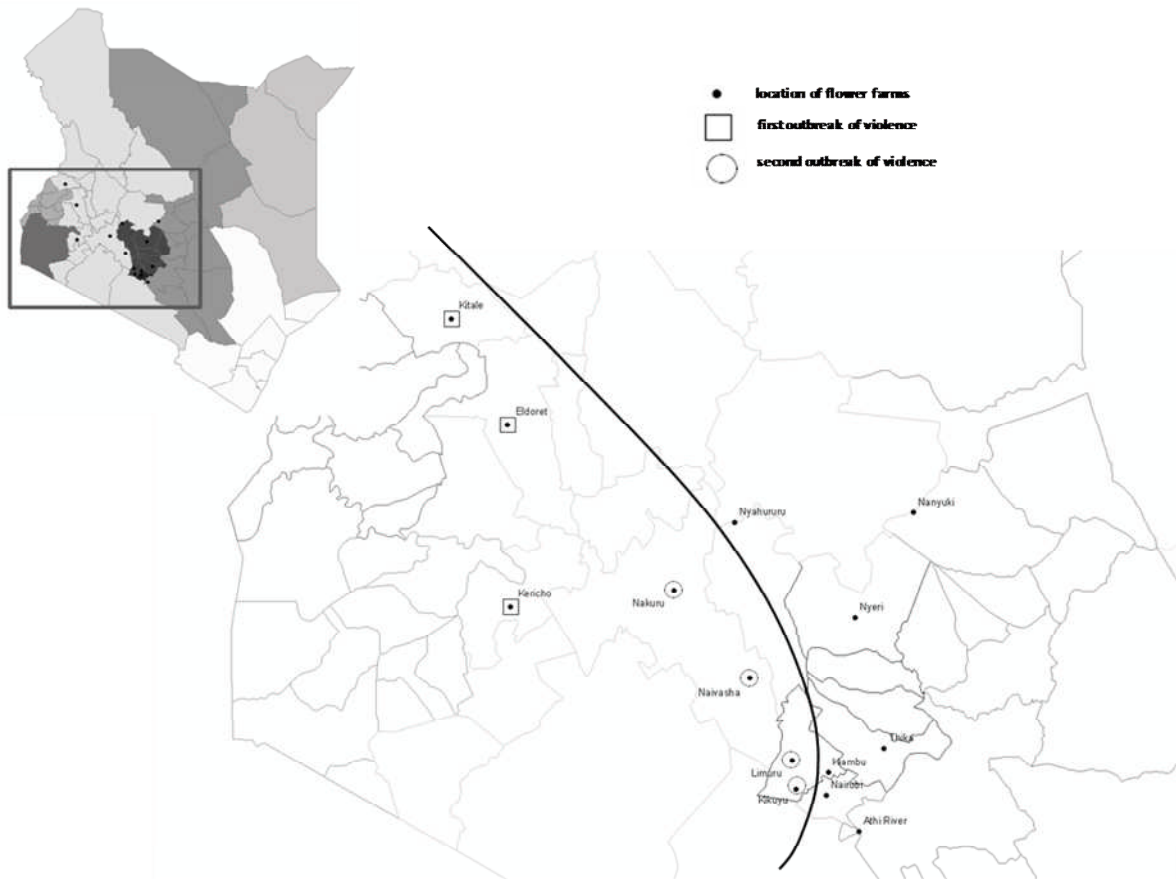 location of flower farms
first outbreak of violence
second outbreak of violence
Kitale
Eldoret
Nyahururu
Nanyuki
Kericho
Nakuru
Nyeri
Naivasha
Thika
Limuru
Kiambu
Kikuyu
Nairobi
Athi River